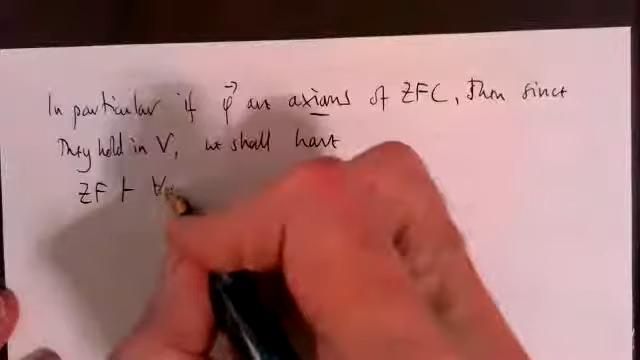 In particular if φ⃗ are axioms of ZFC, then since
They hold in V, we shall have
ZF ⊢ ∀